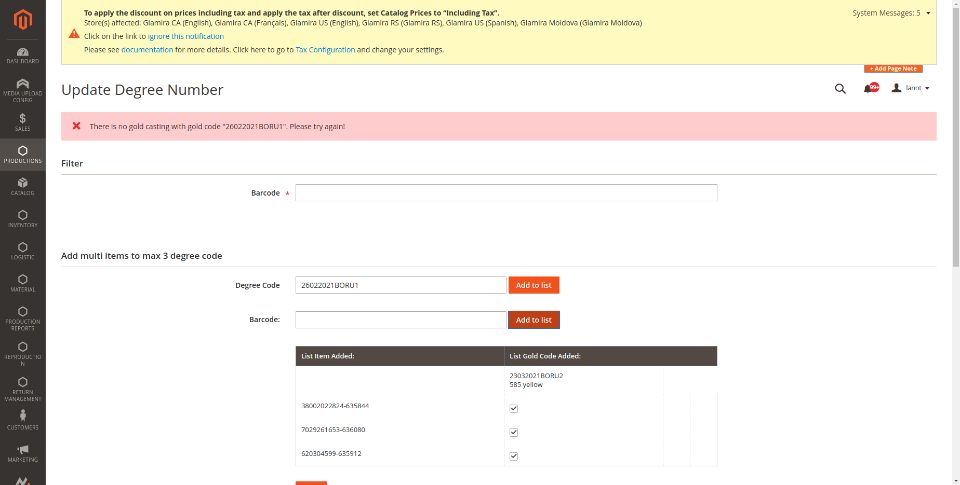 To apply the discount on prices including tax and apply the tax after discount, set Catalog Prices to "Including Tax".
System Messages: 5
Store(s) affected: Glamira CA (English), Glamira CA (Français), Glamira US (English), Glamira RS (Glamira RS), Glamira US (Spanish), Glamira Moldova (Glamira Moldova)
Click on the link to ignore this notification
Please see documentation for more details. Click here to go to Tax Configuration and change your settings.
+ Add Page Note
Update Degree Number
99+
lannt
There is no gold casting with gold code "26022021BORU1". Please try again!
Filter
Barcode *
Add multi items to max 3 degree code
Degree Code
26022021BORU1
Add to list
Barcode:
Add to list
List Item Added:
List Gold Code Added:
23032021BORU2
585 yellow
38002022824-635844
7029261653-636080
620304599-635912
DASHBOARD
MEDIA UPLOAD
CONFIG
SALES
PRODUCTIONS
CATALOG
INVENTORY
LOGISTIC
MATERIAL
PRODUCTION
REPORTS
REPRODUCTIO
N
RETURN
MANAGEMENT
CUSTOMERS
MARKETING